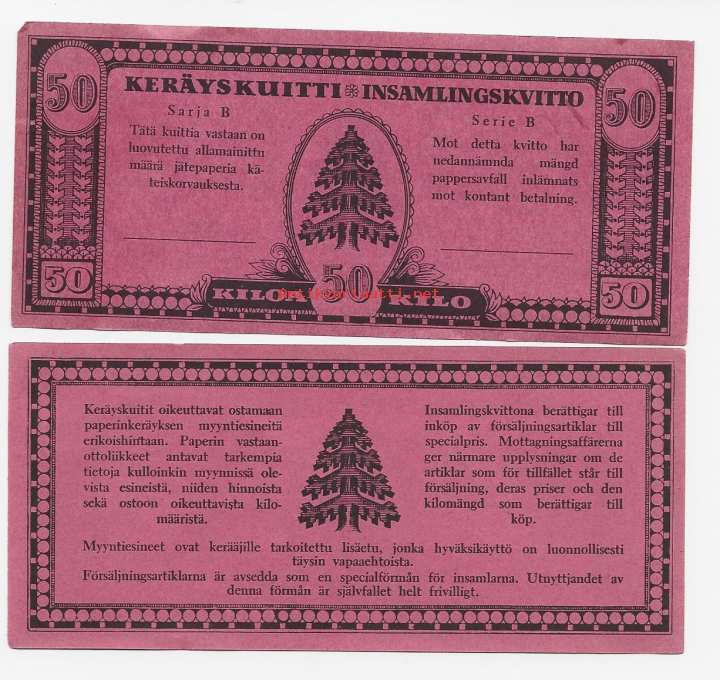 50
50
KERÄYSKUITTI ❊ INSAMLINGSKVITTO
Sarja B
Tätä kuittia vastaan on
luovutettu allamainittu
määrä jätepaperia kä-
teiskorvauksesta.
Serie B
Mot detta kvitto har
nedannämnda mängd
pappersavfall inlämnats
mot kontant betalning.
50
50
50
KILO KILO
Keräyskuitit oikeuttavat ostamaan
paperinkeräyksen myyntiesineitä
erikoishintaan. Paperin vastaan-
ottoliikkeet antavat tarkempia
tietoja kulloinkin myynnissä ole-
vista esineistä, niiden hinnoista
sekä ostoon oikeuttavista kilo-
määristä.
Insamlingskvittona berättigar till
inköp av försäljningsartiklar till
specialpris. Mottagningsaffärerna
ger närmare upplysningar om de
artiklar som för tillfället står till
försäljning, deras priser och den
kilomängd som berättigar till
köp.
Myyntiesineet ovat kerääjille tarkoitettu lisäetu, jonka hyväksikäyttö on luonnollisesti
täysin vapaaehtoista.
Försäljningsartiklarna är avsedda som en specialförmån för insamlarna. Utnyttjandet av
denna förmån är självfallet helt frivilligt.